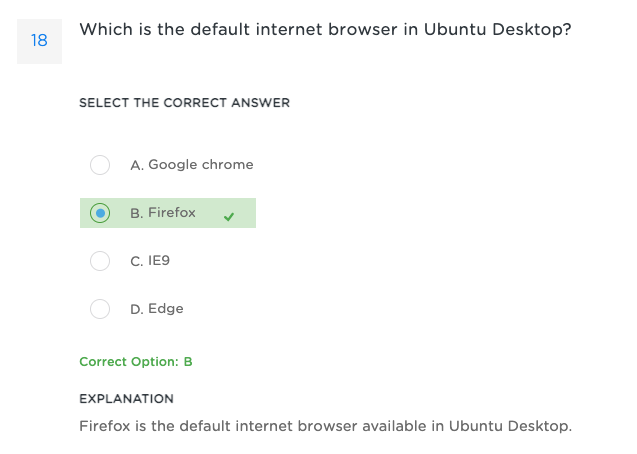 18
Which is the default internet browser in Ubuntu Desktop?
SELECT THE CORRECT ANSWER
A. Google chrome
B. Firefox
C. IE9
D. Edge
Correct Option: B
EXPLANATION
Firefox is the default internet browser available in Ubuntu Desktop.